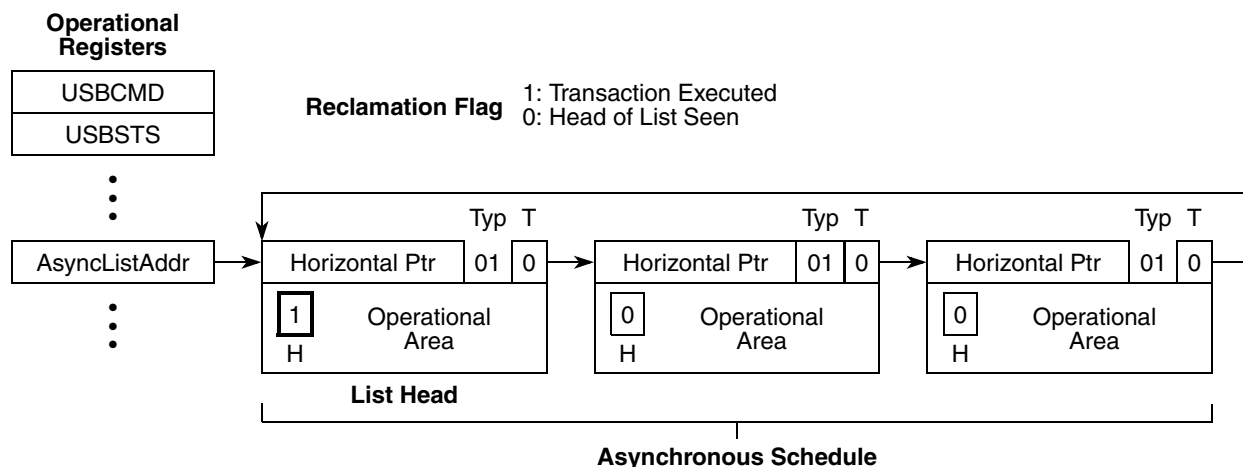 Operational
Registers
USBCMD
USBSTS
Reclamation Flag
1: Transaction Executed
0: Head of List Seen
Typ T
Typ T
Typ T
AsyncListAddr
Horizontal Ptr 01 0
Horizontal Ptr 01 0
Horizontal Ptr 01 0
1
Operational
Area
H
0
Operational
Area
H
0
Operational
Area
H
List Head
Asynchronous Schedule